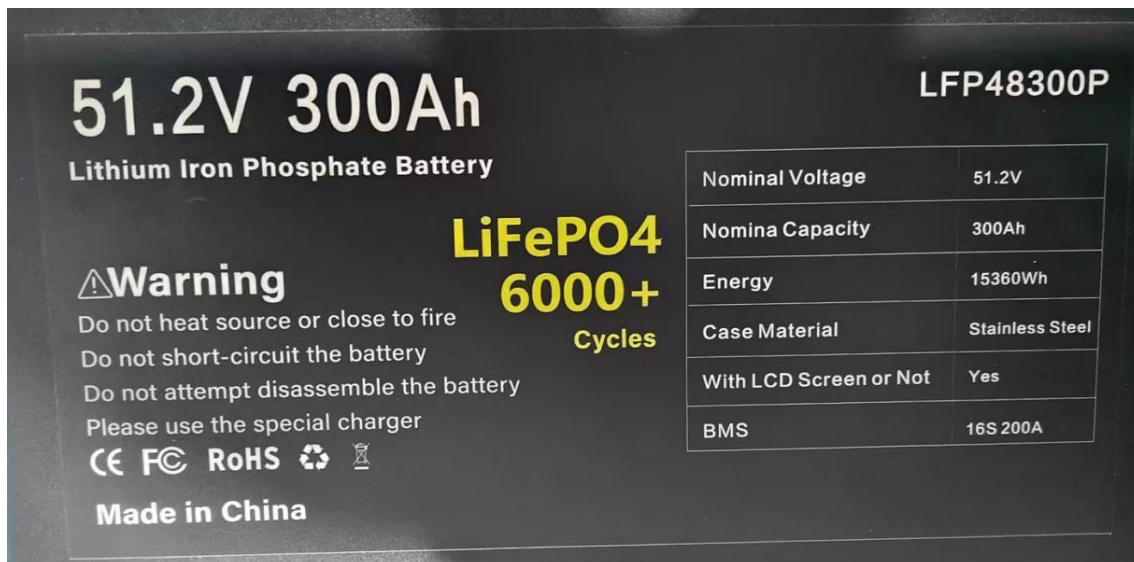 51.2V 300Ah
Lithium Iron Phosphate Battery
LiFePO4
6000+
Cycles
⚠Warning
Do not heat source or close to fire
Do not short-circuit the battery
Do not attempt disassemble the battery
Please use the special charger
CE FC RoHS
Made in China
LFP48300P
Nominal Voltage 51.2V
Nomina Capacity 300Ah
Energy 15360Wh
Case Material Stainless Steel
With LCD Screen or Not Yes
BMS 16S 200A